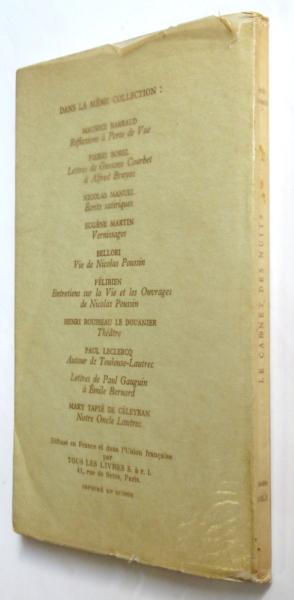 DANS LA MÊME COLLECTION :
MAURICE BARRAUD
Réflexions à Perte de Vue
PIERRE BOREL
Lettres de Gustave Courbet
à Alfred Bruyas
NICOLAS MANUEL
Écrits satiriques
EUGÈNE MARTIN
Vernissages
BELLORI
Vie de Nicolas Poussin
FÉLIBIEN
Entretiens sur la Vie et les Ouvrages
de Nicolas Poussin
HENRI ROUSSEAU LE DOUANIER
Théâtre
PAUL LECLERCQ
Autour de Toulouse-Lautrec
Lettres de Paul Gauguin
à Émile Bernard
MARY TAPIÉ DE CÉLEYRAN
Notre Oncle Lautrec
Diffusé en France et dans l'Union française
par
TOUS LES LIVRES S. à r. l.
41, rue de Seine, Paris.
IMPRIMÉ EN SUISSE
LE CARNET DES NUITS